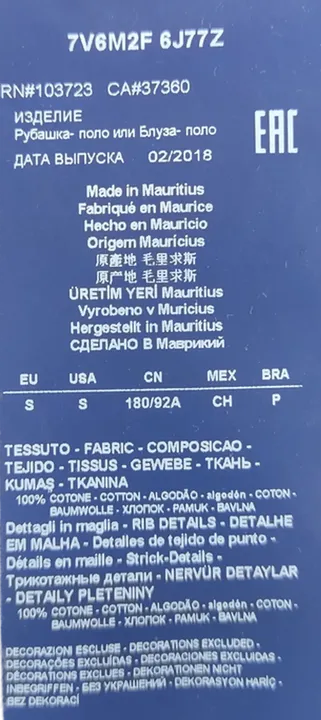 7V6M2F 6J77Z
RN#103723 CA#37360
ИЗДЕЛИЕ
Рубашка- поло или Блуза- поло
ДАТА ВЫПУСКА 02/2018
EAC
Made in Mauritius
Fabriqué en Maurice
Hecho en Mauricio
Origem Mauricius
原產地 毛里求斯
原产地 毛里求斯
ÜRETİM YERİ Mauritius
Vyrobeno v Muricius
Hergestellt in Mauritius
СДЕЛАНО В Маврикий
EU USA CN MEX BRA
S S 180/92A CH P
TESSUTO - FABRIC - COMPOSICAO -
TEJIDO - TISSUS - GEWEBE - ТКАНЬ -
KUMAŞ - TKANINA
100% COTONE - COTTON - ALGODÃO - algodón - COTON -
BAUMWOLLE - ХЛОПОК - PAMUK - BAVLNA
Dettagli in maglia - RIB DETAILS - DETALHE
EM MALHA - Detalles de tejido de punto -
Détails en maille - Strick-Details -
Трикотажные детали - NERVÜR DETAYLAR
- DETAILY PLETENINY
100% COTONE - COTTON - ALGODÃO - algodón - COTON -
BAUMWOLLE - ХЛОПОК - PAMUK - BAVLNA
DECORAZIONI ESCLUSE - DECORATIONS EXCLUDED -
DECORAÇÕES EXCLUÍDAS - DECORACIONES EXCLUIDAS -
DECORATIONS EXCLUES - DEKORATIONEN NICHT
INBEGRIFFEN - БЕЗ УКРАШЕНИЙ - DEKORASYON HARİÇ -
BEZ DEKORACÍ